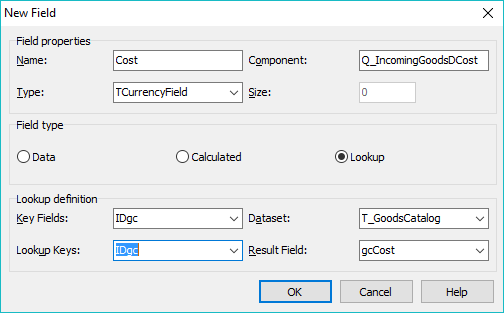 New Field
Field properties
Name: Cost Component: Q_IncomingGoodsDCost
Type: TCurrencyField Size: 0
Field type
Data Calculated Lookup
Lookup definition
Key Fields: IDgc Dataset: T_GoodsCatalog
Lookup Keys: IDgc Result Field: gcCost
OK Cancel Help